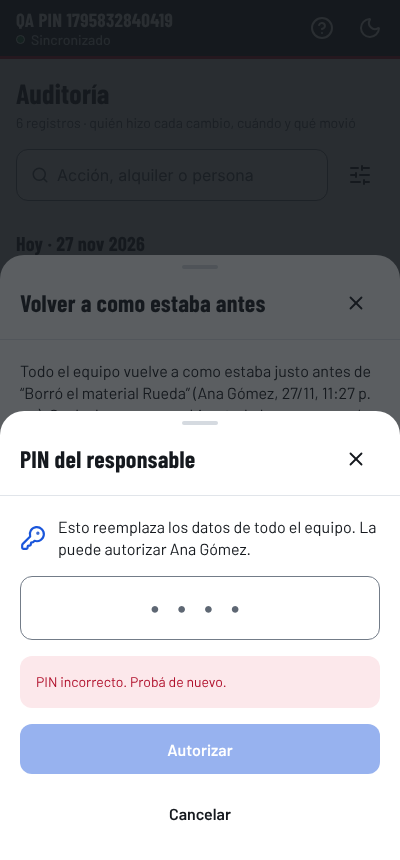 QA PIN 1795832840419
Sincronizado
Auditoría
6 registros · quién hizo cada cambio, cuándo y qué movió
Acción, alquiler o persona
Hoy · 27 nov 2026
Volver a como estaba antes
Todo el equipo vuelve a como estaba justo antes de
“Borró el material Rueda” (Ana Gómez, 27/11, 11:27 p.
PIN del responsable
Esto reemplaza los datos de todo el equipo. La
puede autorizar Ana Gómez.
PIN incorrecto. Probá de nuevo.
Autorizar
Cancelar